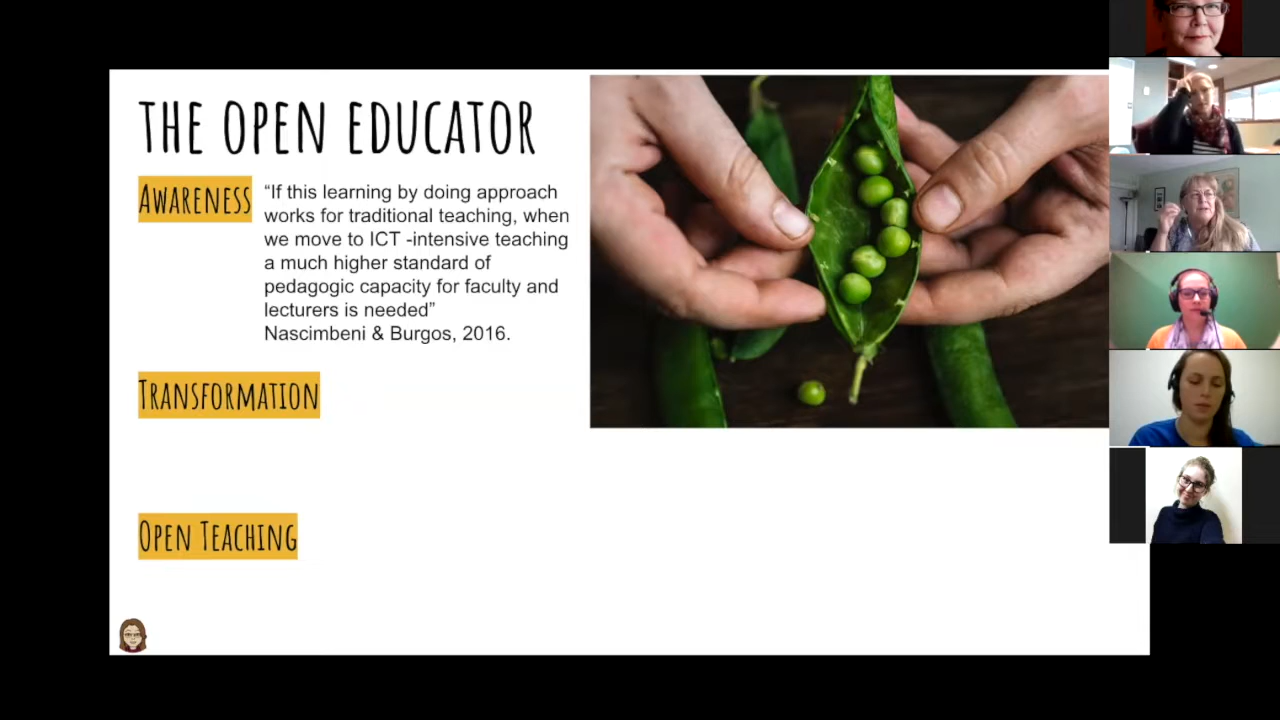 THE OPEN EDUCATOR
AWARENESS
“If this learning by doing approach
works for traditional teaching, when
we move to ICT -intensive teaching
a much higher standard of
pedagogic capacity for faculty and
lecturers is needed”
Nascimbeni & Burgos, 2016.
TRANSFORMATION
OPEN TEACHING